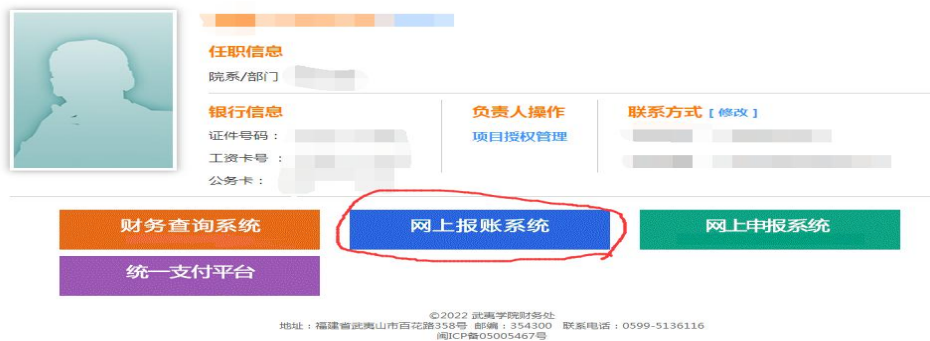 任职信息
院系/部门
银行信息
负责人操作
联系方式 [ 修改 ]
证件号码：
项目授权管理
工资卡号 ：
公务卡：
财务查询系统
网上报账系统
网上申报系统
统一支付平台
©2022 武夷学院财务处
地址：福建省武夷山市百花路358号 邮编：354300 联系电话：0599-5136116
闽ICP备05005467号